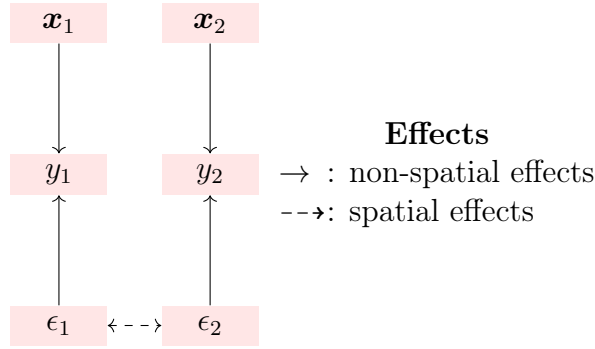 x₁ x₂
y₁ y₂
ϵ₁ ϵ₂
Effects
→ : non-spatial effects
⇢: spatial effects